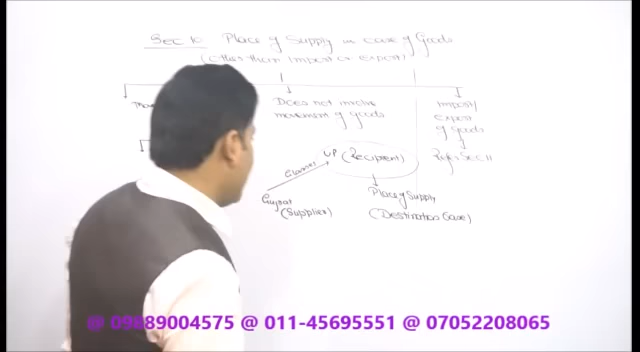 Sec 10 Place of Supply in case of Goods
(other than Import or export)
Does not involve
movement of goods
Import/
export
of goods
Refer Sec 11
UP (Recipient)
Gujrat
(Supplier)
Place of Supply
(Destination Case)
@ 09889004575 @ 011-45695551 @ 07052208065